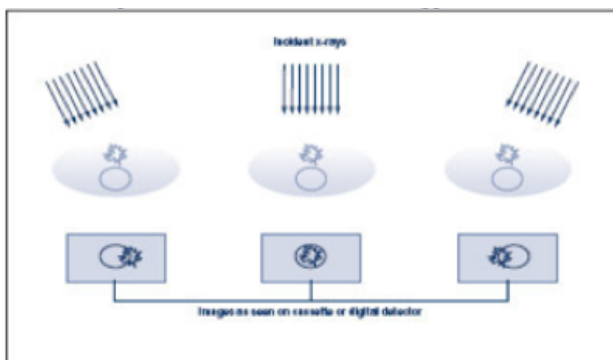 Incident x-rays
Images as seen on cassette or digital detector